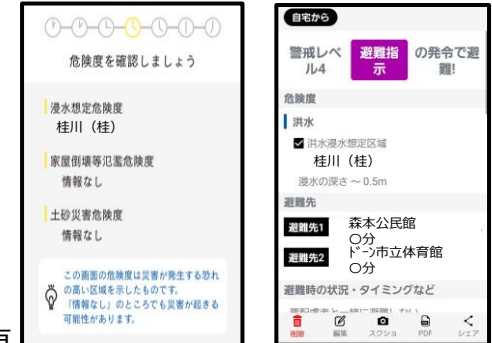 危険度を確認しましょう
浸水想定危険度
桂川（桂）
家屋倒壊等氾濫危険度
情報なし
土砂災害危険度
情報なし
この画面の危険度は災害が発生する恐れ
の高い区域を示したものです。
「情報なし」のところでも災害が起きる
可能性があります。
自宅から
警戒レベ
ル4
避難指
示
の発令で避
難!
危険度
洪水
洪水浸水想定区域
桂川（桂）
浸水の深さ ～ 0.5m
避難先
避難先1
森本公民館
〇分
避難先2
ドーン市立体育館
〇分
避難時の状況・タイミングなど
削除
編集
スクショ
PDF
シェア